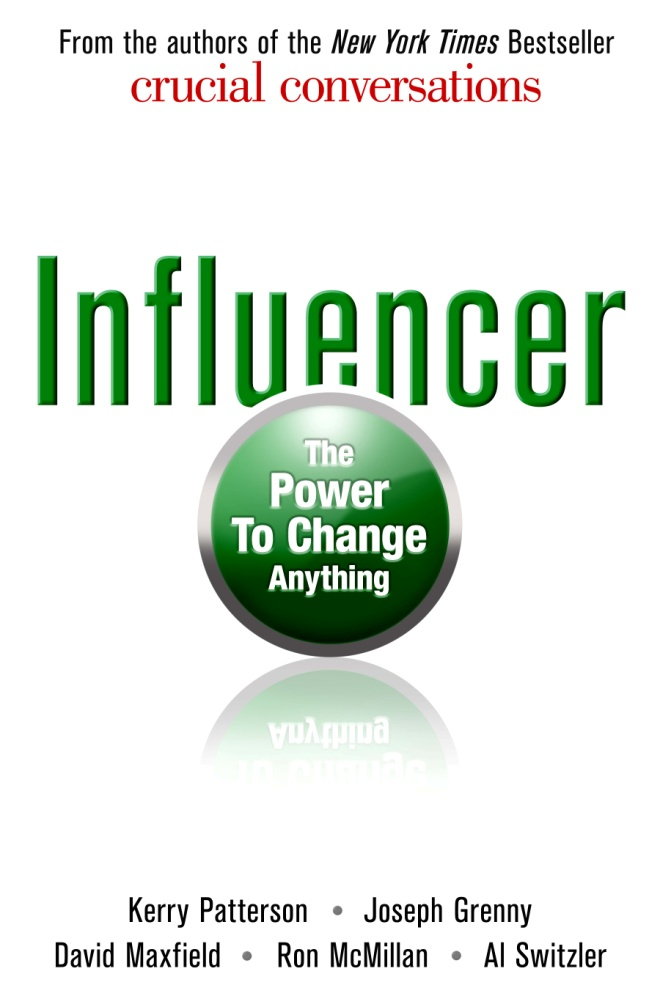 From the authors of the New York Times Bestseller
crucial conversations
Influencer
The
Power
To Change
Anything
Kerry Patterson • Joseph Grenny
David Maxfield • Ron McMillan • Al Switzler